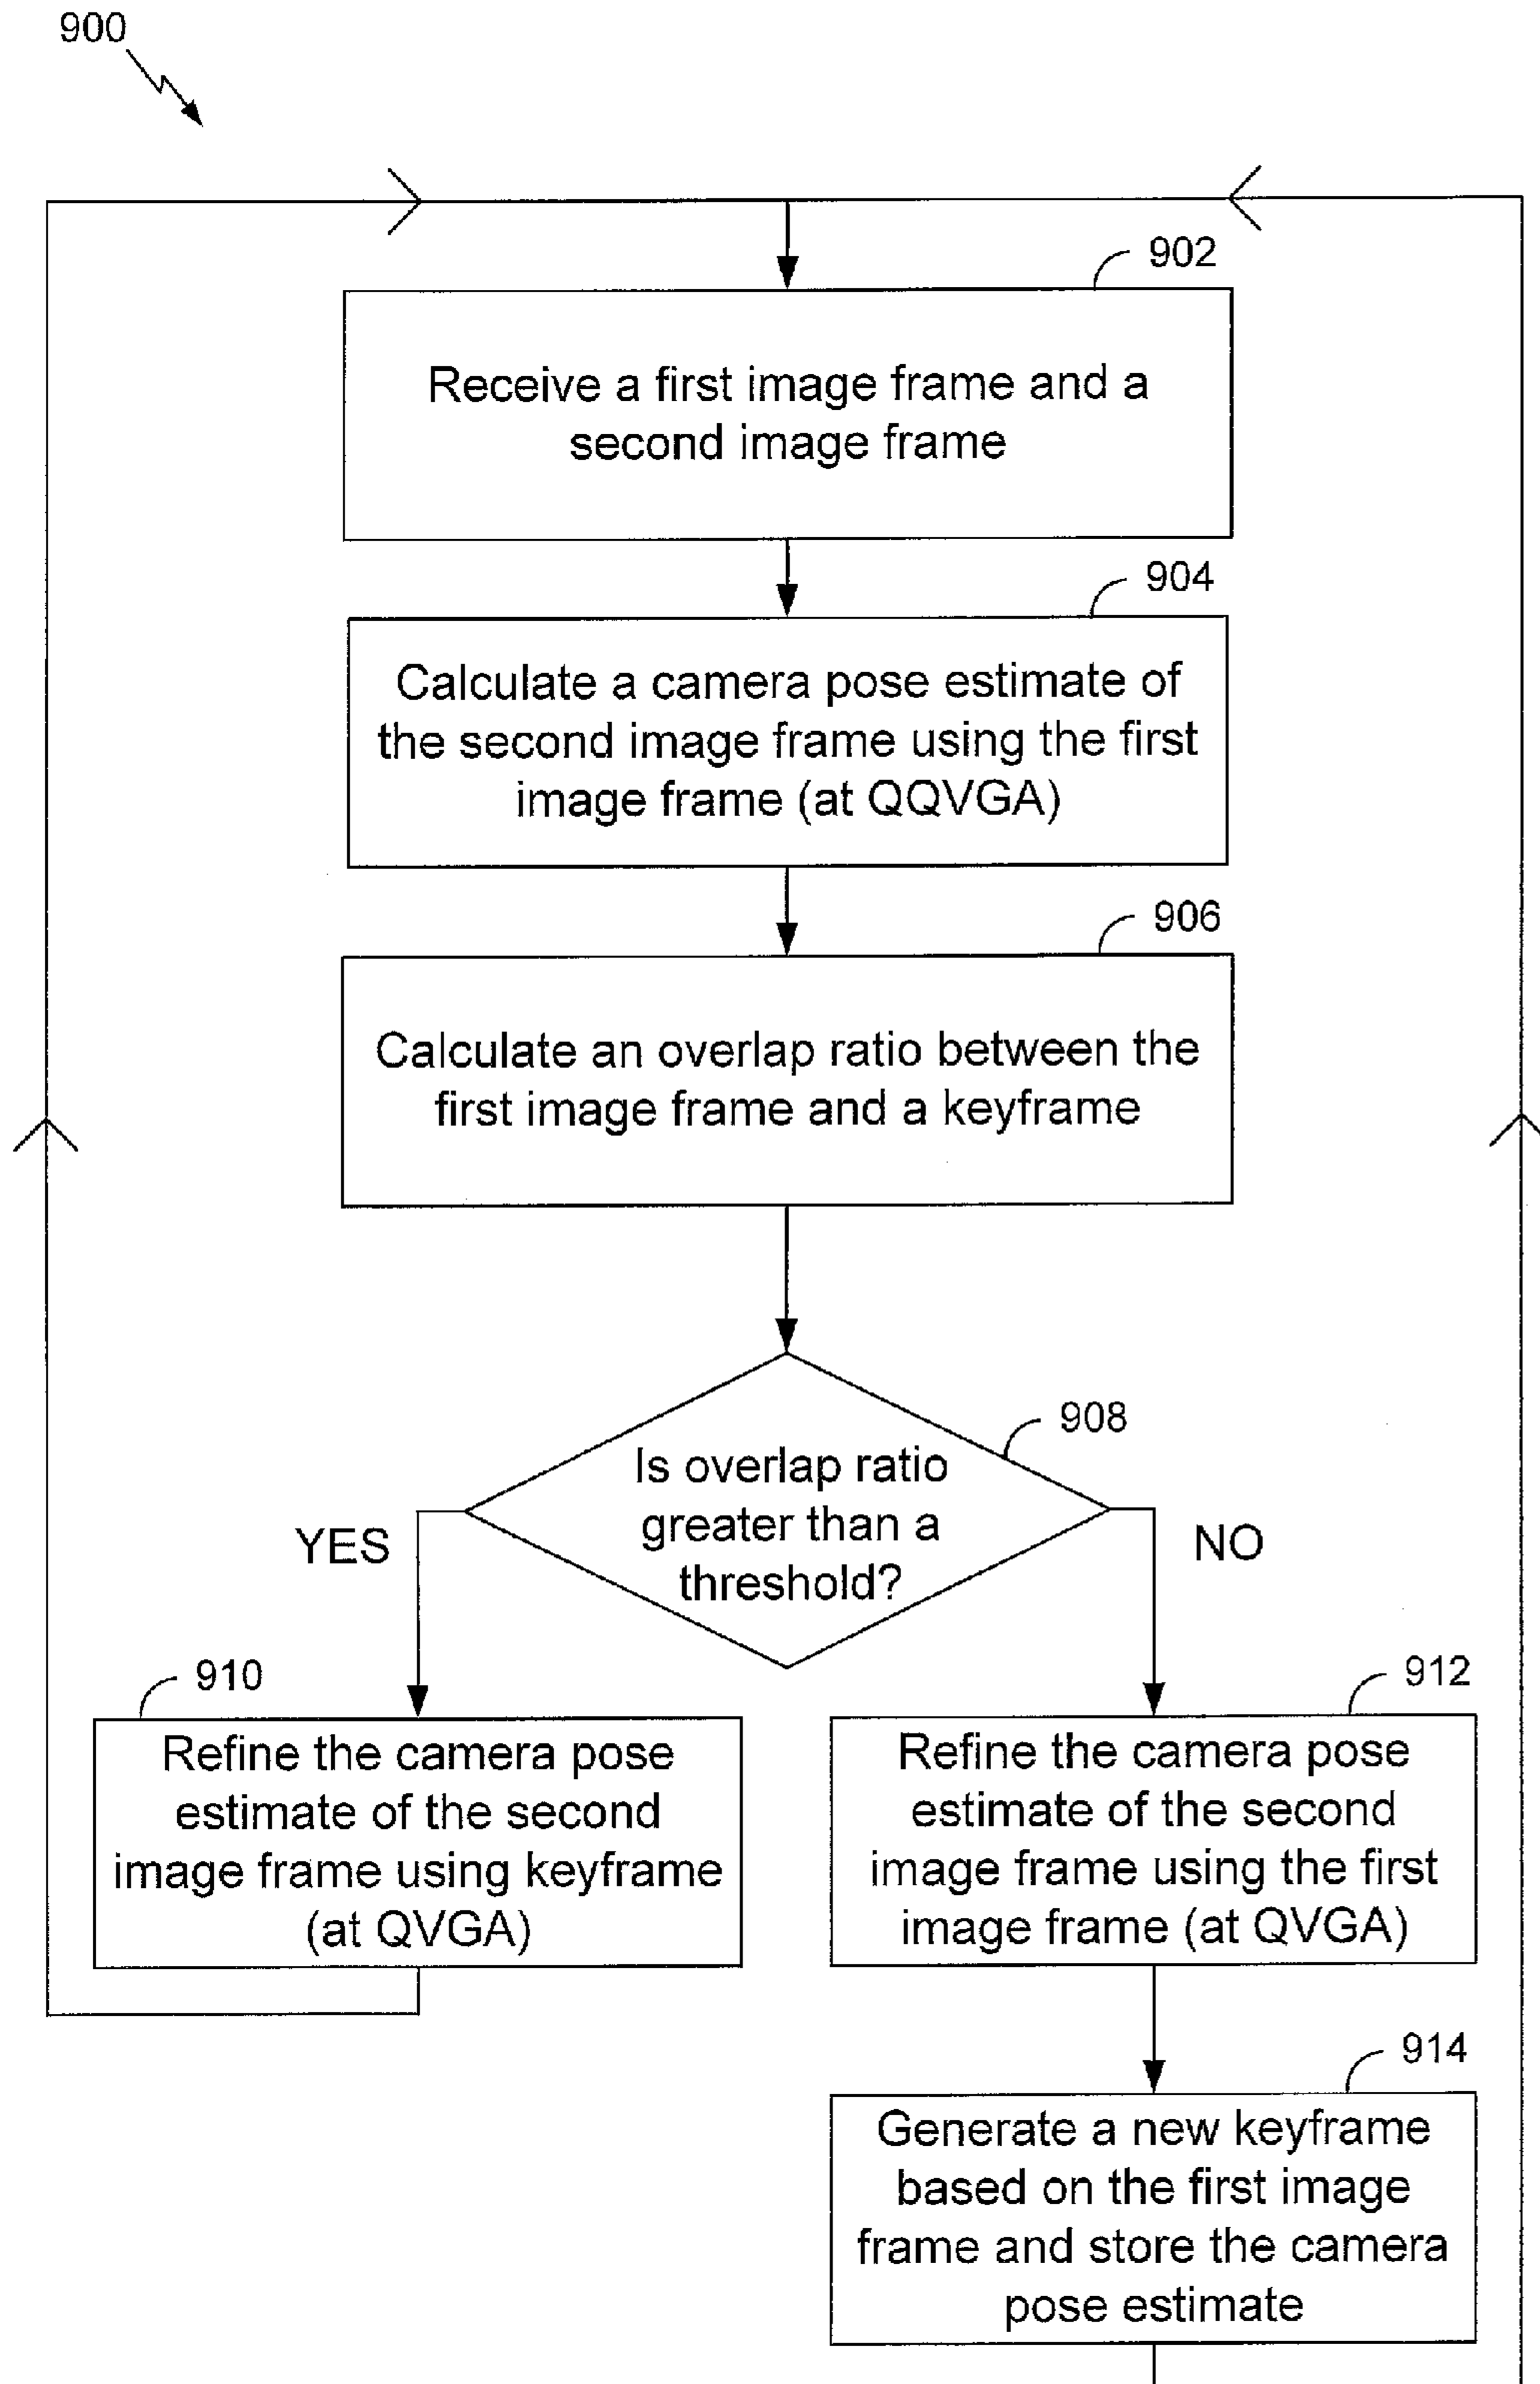 900
902
Receive a first image frame and a
second image frame
904
Calculate a camera pose estimate of
the second image frame using the first
image frame (at QQVGA)
906
Calculate an overlap ratio between the
first image frame and a keyframe
908
Is overlap ratio
greater than a
threshold?
YES
NO
910
Refine the camera pose
estimate of the second
image frame using keyframe
(at QVGA)
912
Refine the camera pose
estimate of the second
image frame using the first
image frame (at QVGA)
914
Generate a new keyframe
based on the first image
frame and store the camera
pose estimate